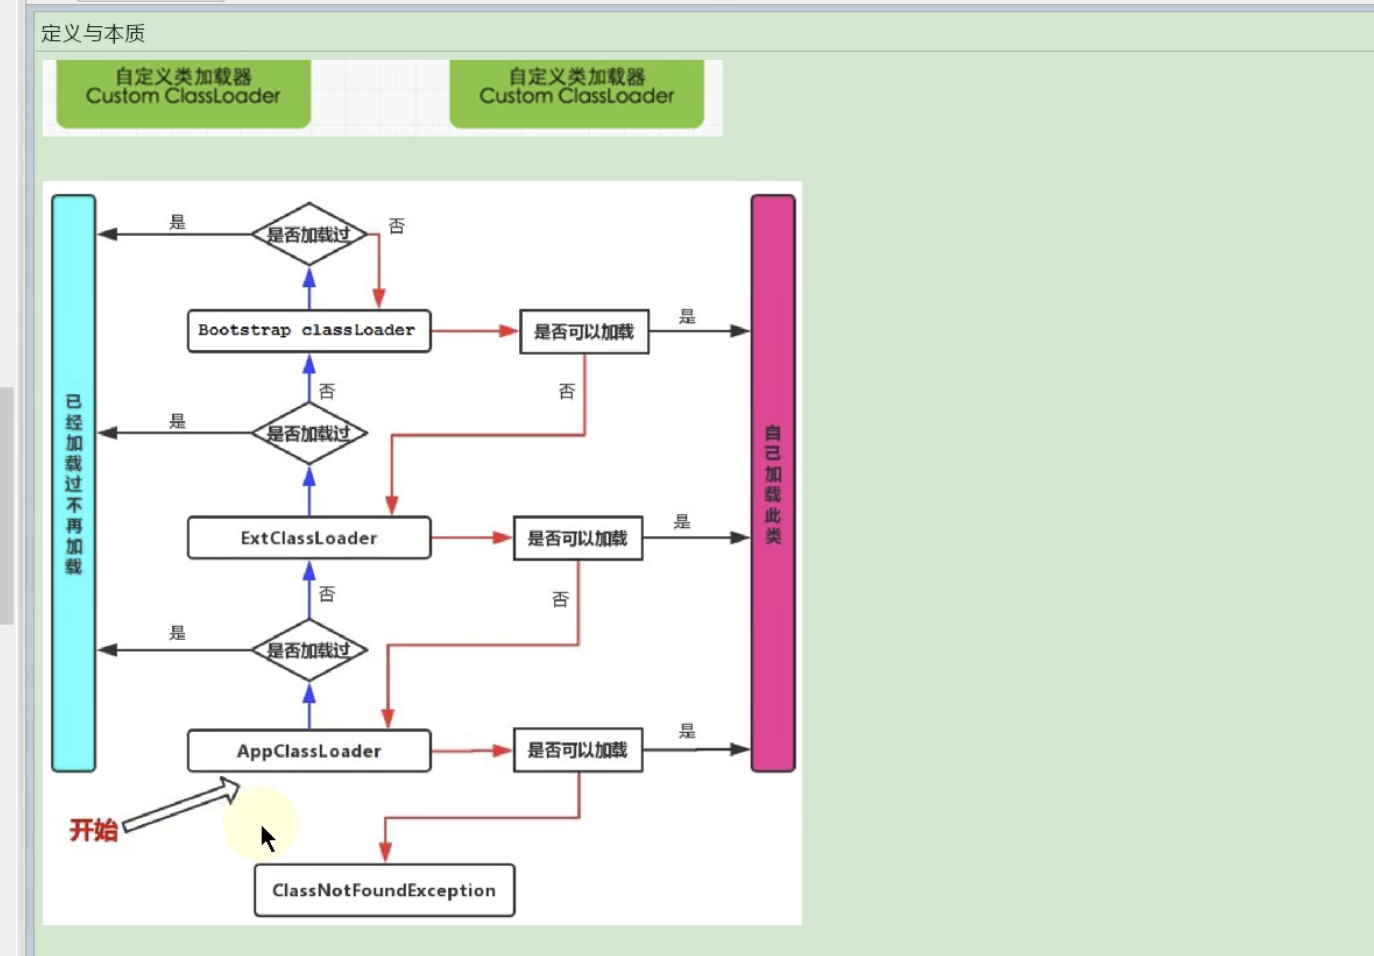 定义与本质
自定义类加载器
Custom ClassLoader
自定义类加载器
Custom ClassLoader
是
是否加载过
否
Bootstrap classLoader
是否可以加载
是
否
是
是否加载过
否
ExtClassLoader
是否可以加载
是
否
是
是否加载过
否
AppClassLoader
是否可以加载
是
已经加载过不再加载
自己加载此类
开始
ClassNotFoundException